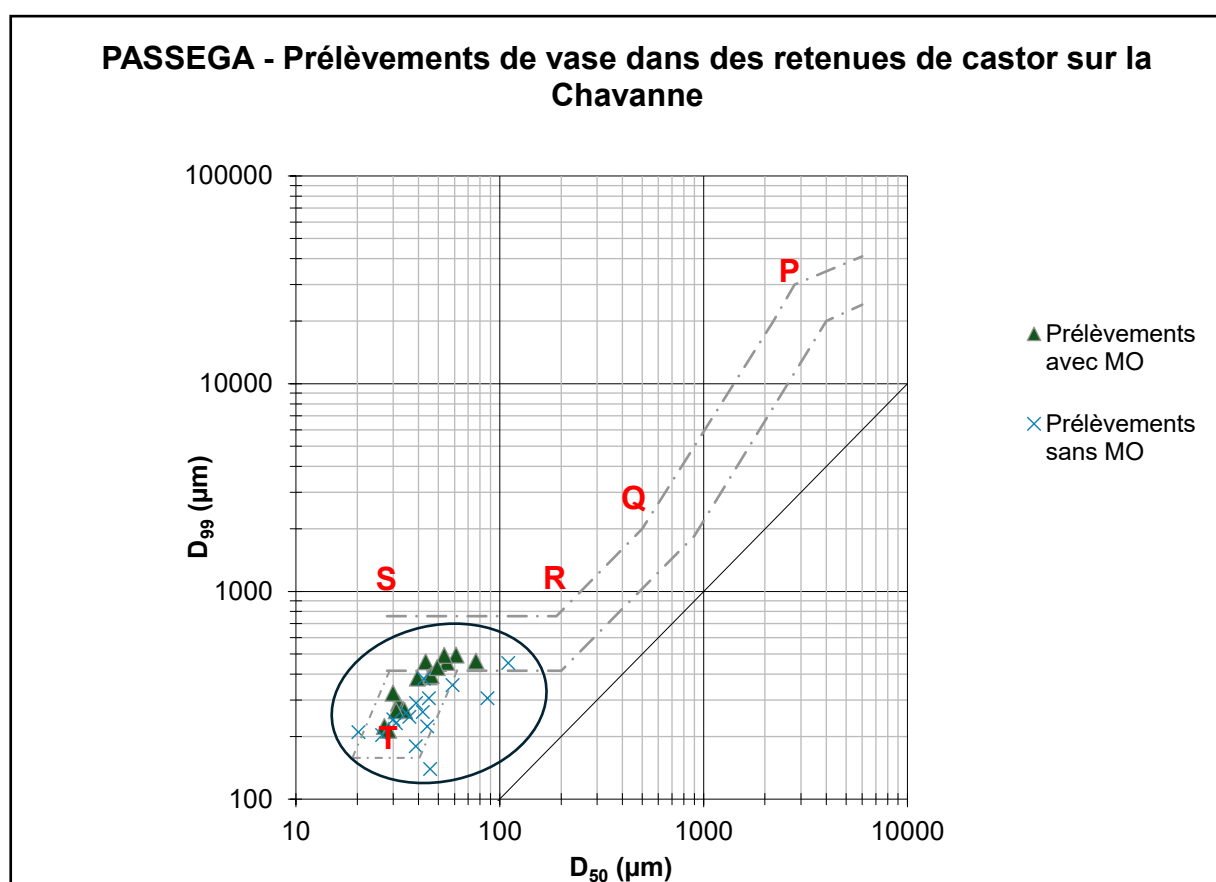 PASSEGA - Prélèvements de vase dans des retenues de castor sur la
Chavanne
100000
10000
1000
100
D99 (µm)
P
Q
S
R
T
10
100
1000
10000
D50 (µm)
Prélèvements
avec MO
Prélèvements
sans MO